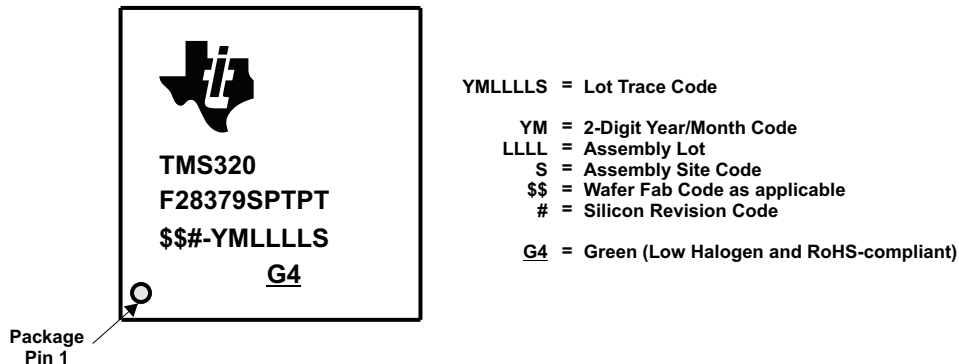 TMS320
F28379SPTPT
$$#-YMLLLLS
G4
Package
Pin 1
YMLLLLS = Lot Trace Code
YM = 2-Digit Year/Month Code
LLLL = Assembly Lot
S = Assembly Site Code
$$ = Wafer Fab Code as applicable
# = Silicon Revision Code
G4 = Green (Low Halogen and RoHS-compliant)